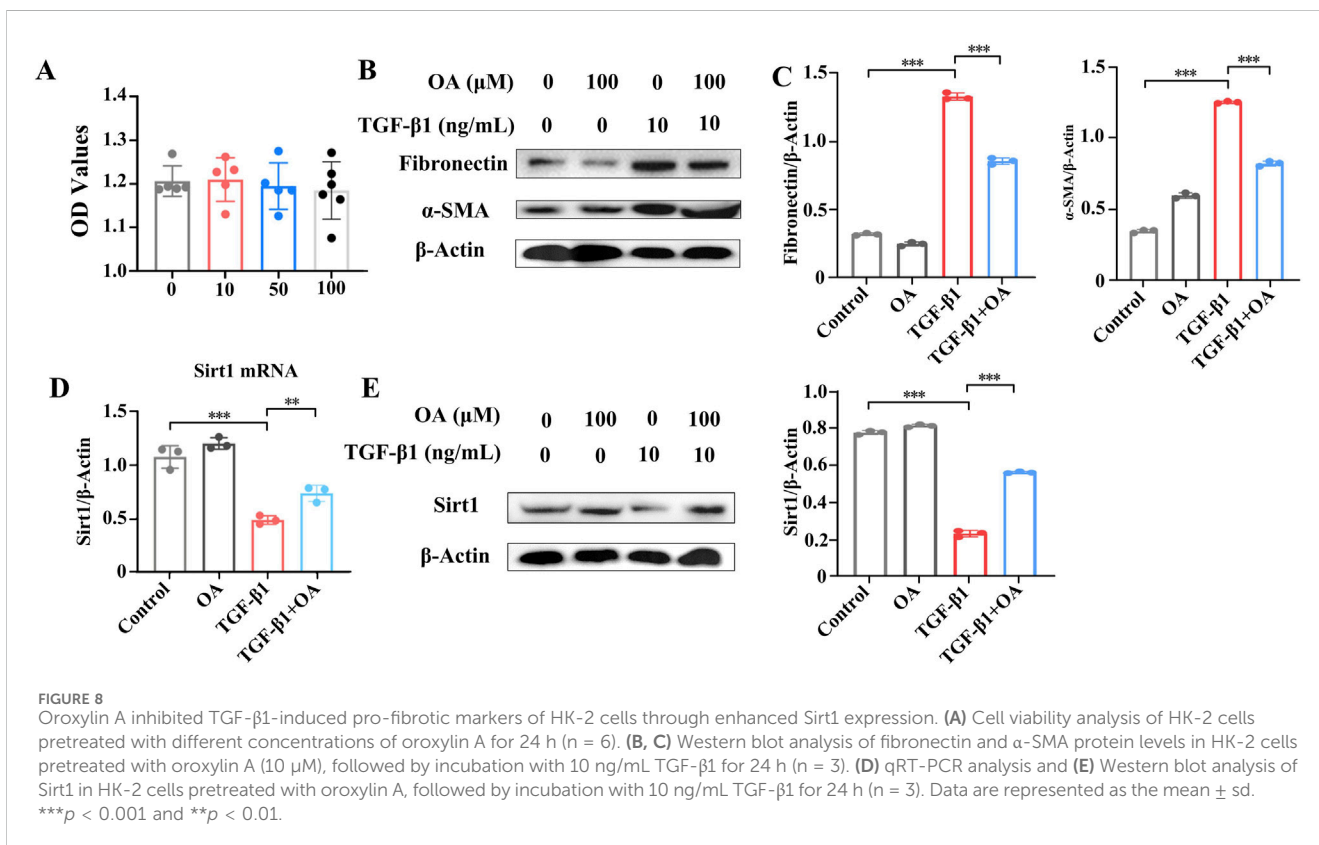 A
OD Values
1.4
1.3
1.2
1.1
1.0
0 10 50 100
B
OA (μM) 0 100 0 100
TGF-β1 (ng/mL) 0 0 10 10
Fibronectin
α-SMA
β-Actin
C
Fibronectin/β-Actin
1.5
1.0
0.5
0
*** ***
Control OA TGF-β1 TGF-β1+OA
α-SMA/β-Actin
1.5
1.0
0.5
0
*** ***
Control OA TGF-β1 TGF-β1+OA
D
Sirt1 mRNA
Sirt1/β-Actin
1.5
1.0
0.5
0
*** **
Control OA TGF-β1 TGF-β1+OA
E
OA (μM) 0 100 0 100
TGF-β1 (ng/mL) 0 0 10 10
Sirt1
β-Actin
Sirt1/β-Actin
0.8
0.8
0.6
0.4
0.2
0
*** ***
Control OA TGF-β1 TGF-β1+OA
FIGURE 8
Oroxylin A inhibited TGF-β1-induced pro-fibrotic markers of HK-2 cells through enhanced Sirt1 expression. (A) Cell viability analysis of HK-2 cells
pretreated with different concentrations of oroxylin A for 24 h (n = 6). (B, C) Western blot analysis of fibronectin and α-SMA protein levels in HK-2 cells
pretreated with oroxylin A (10 μM), followed by incubation with 10 ng/mL TGF-β1 for 24 h (n = 3). (D) qRT-PCR analysis and (E) Western blot analysis of
Sirt1 in HK-2 cells pretreated with oroxylin A, followed by incubation with 10 ng/mL TGF-β1 for 24 h (n = 3). Data are represented as the mean ± sd.
***p < 0.001 and **p < 0.01.